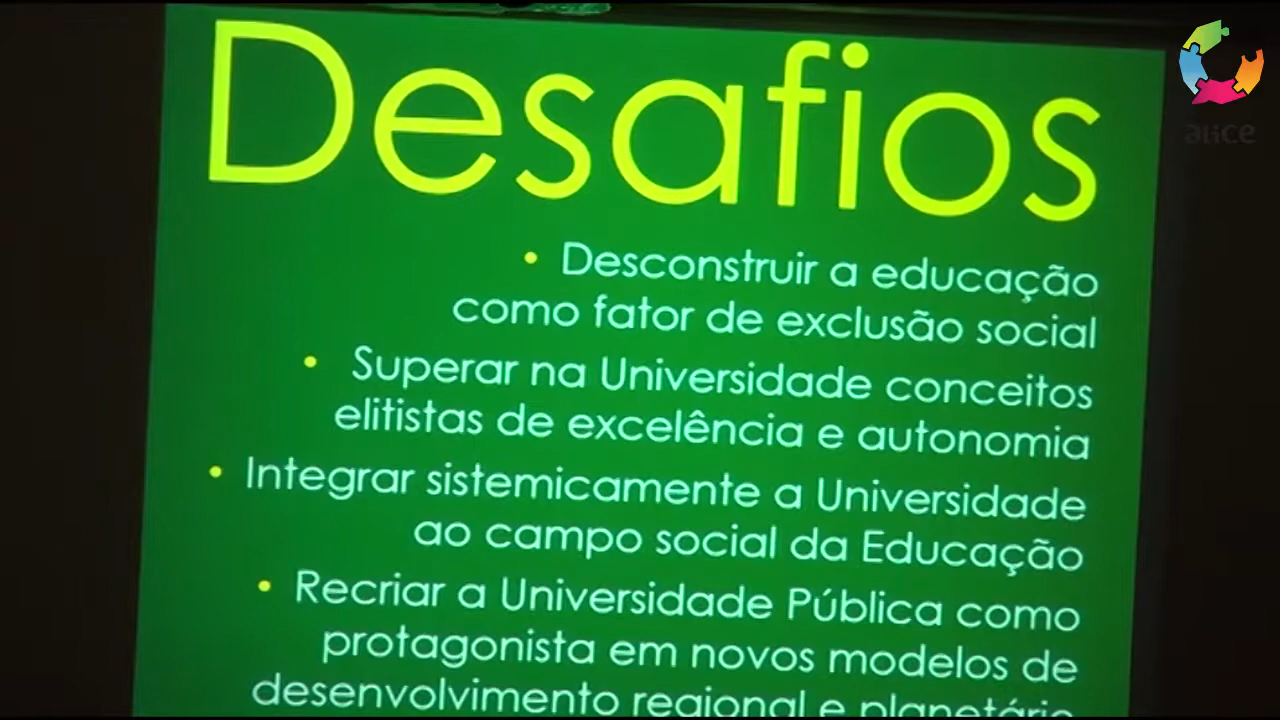 Desafios
alice
• Desconstruir a educação
como fator de exclusão social
• Superar na Universidade conceitos
elitistas de excelência e autonomia
• Integrar sistemicamente a Universidade
ao campo social da Educação
• Recriar a Universidade Pública como
protagonista em novos modelos de
desenvolvimento regional e planetário